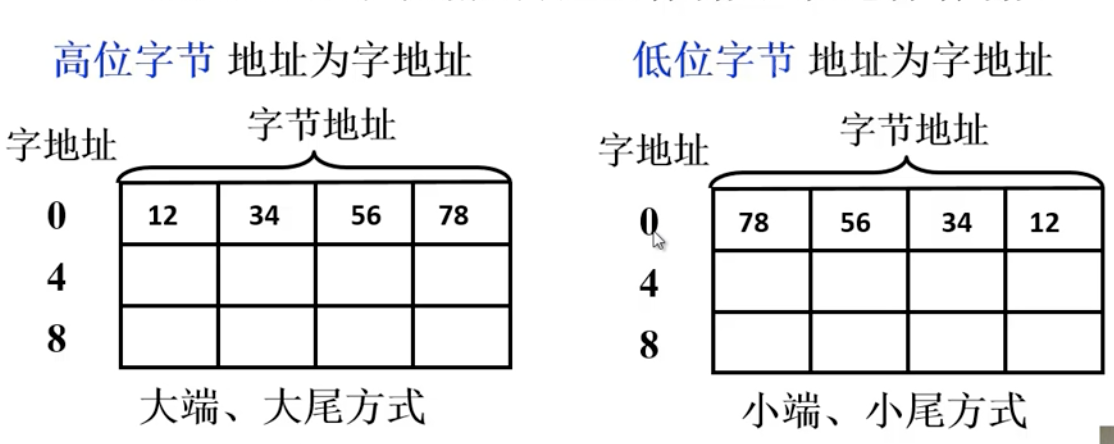 高位字节 地址为字地址
字地址
字节地址
0 12 34 56 78
4
8
大端、大尾方式
低位字节 地址为字地址
字地址
字节地址
0 78 56 34 12
4
8
小端、小尾方式